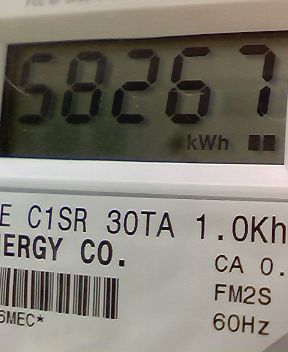 58267
kWh
E C1SR 30TA 1.0Kh
ERGY CO.
CA 0.
FM2S
6MEC*
60Hz